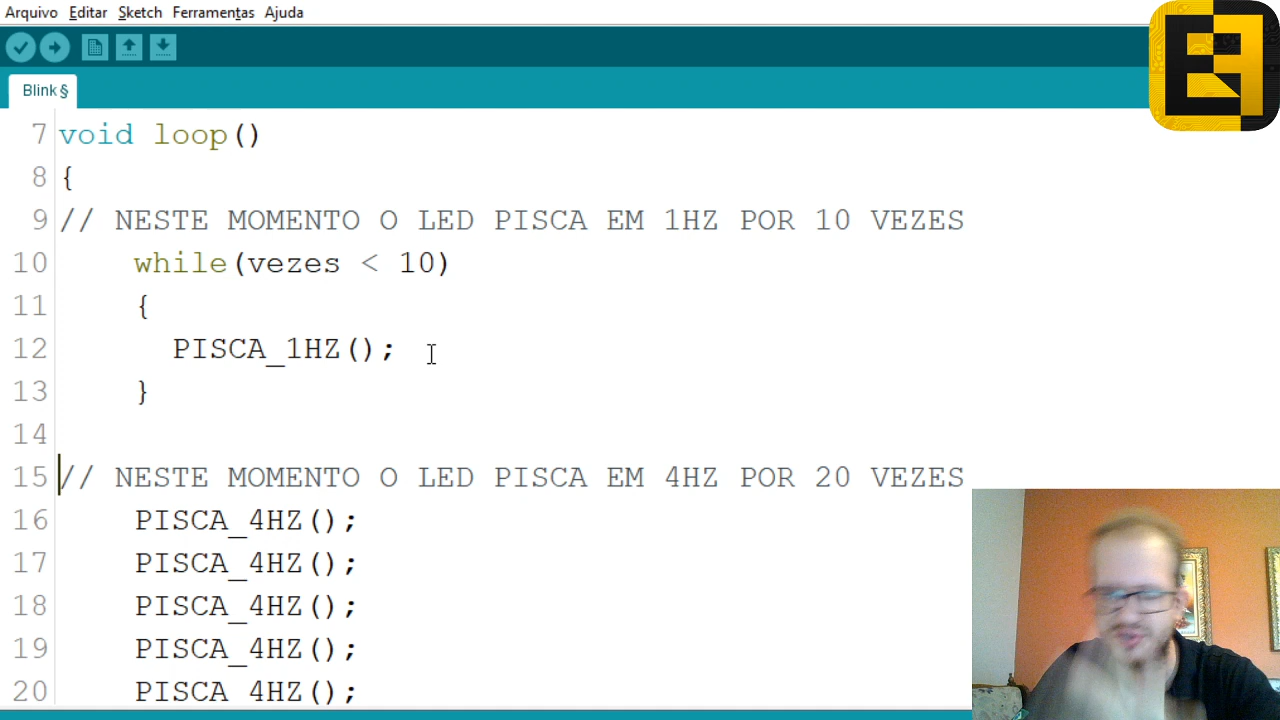 Arquivo Editar Sketch Ferramentas Ajuda
Blink §
7 void loop()
8 {
9 // NESTE MOMENTO O LED PISCA EM 1HZ POR 10 VEZES
10 while(vezes < 10)
11 {
12 PISCA_1HZ();
13 }
14
15 // NESTE MOMENTO O LED PISCA EM 4HZ POR 20 VEZES
16 PISCA_4HZ();
17 PISCA_4HZ();
18 PISCA_4HZ();
19 PISCA_4HZ();
20 PISCA_4HZ();